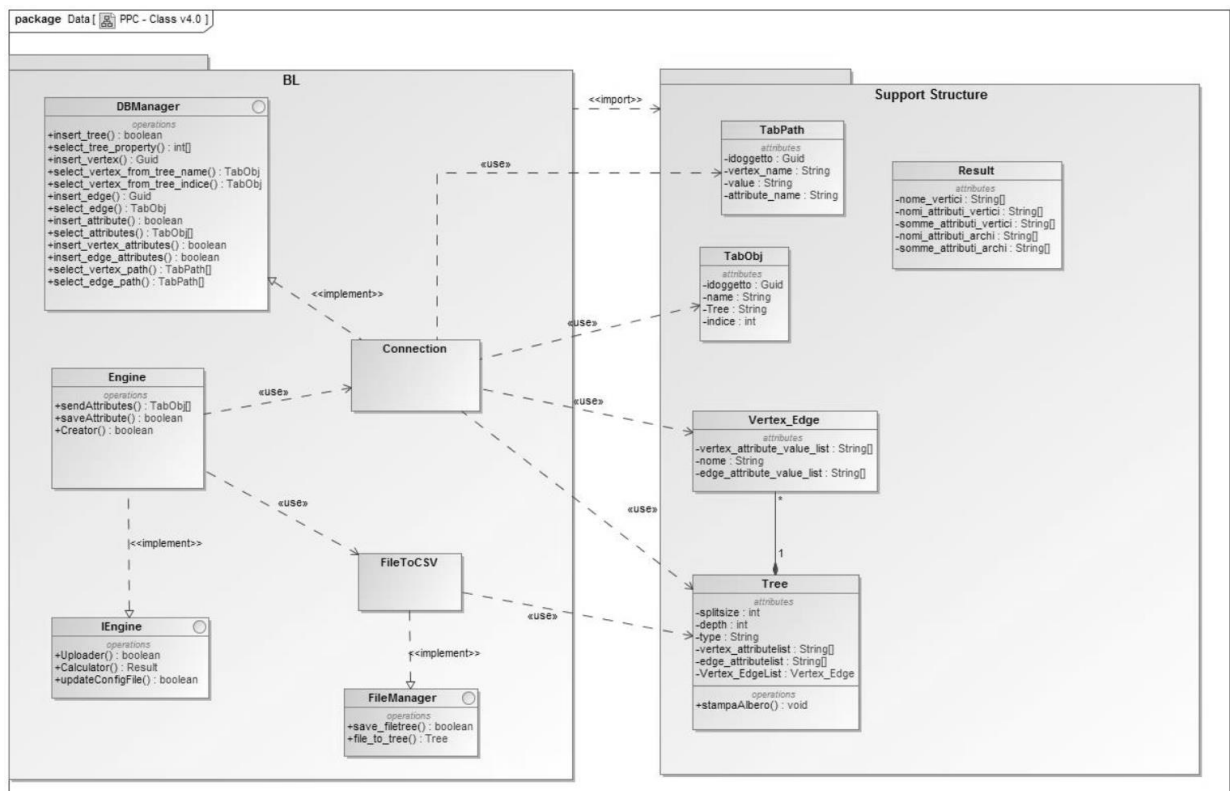 package Data [ PPC - Class v4.0 ]
BL
DBManager
operations
+insert_tree() : boolean
+select_tree_property() : int[]
+insert_vertex() : Guid
+select_vertex_from_tree_name() : TabObj
+select_vertex_from_tree_indice() : TabObj
+insert_edge() : Guid
+select_edge() : TabObj
+insert_attribute() : boolean
+select_attributes() : TabObj[]
+insert_vertex_attributes() : boolean
+insert_edge_attributes() : boolean
+select_vertex_path() : TabPath[]
+select_edge_path() : TabPath[]
<<implement>>
Connection
Engine
operations
+sendAttributes() : TabObj[]
+saveAttribute() : boolean
+Creator() : boolean
«use»
«use»
<<implement>>
FileToCSV
IEngine
operations
+Uploader() : boolean
+Calculator() : Result
+updateConfigFile() : boolean
<<implement>>
FileManager
operations
+save_filetree() : boolean
+file_to_tree() : Tree
<<import>>
«use»
«use»
«use»
«use»
«use»
Support Structure
TabPath
attributes
-idoggetto : Guid
-vertex_name : String
-value : String
-attribute_name : String
Result
attributes
-nome_vertici : String[]
-nomi_attributi_vertici : String[]
-somme_attributi_vertici : String[]
-nomi_attributi_archi : String[]
-somme_attributi_archi : String[]
TabObj
attributes
-idoggetto : Guid
-name : String
-Tree : String
-indice : int
Vertex_Edge
attributes
-vertex_attribute_value_list : String[]
-nome : String
-edge_attribute_value_list : String[]
*
1
Tree
attributes
-splitsize : int
-depth : int
-type : String
-vertex_attributelist : String[]
-edge_attributelist : String[]
-Vertex_EdgeList : Vertex_Edge
operations
+stampaAlbero() : void